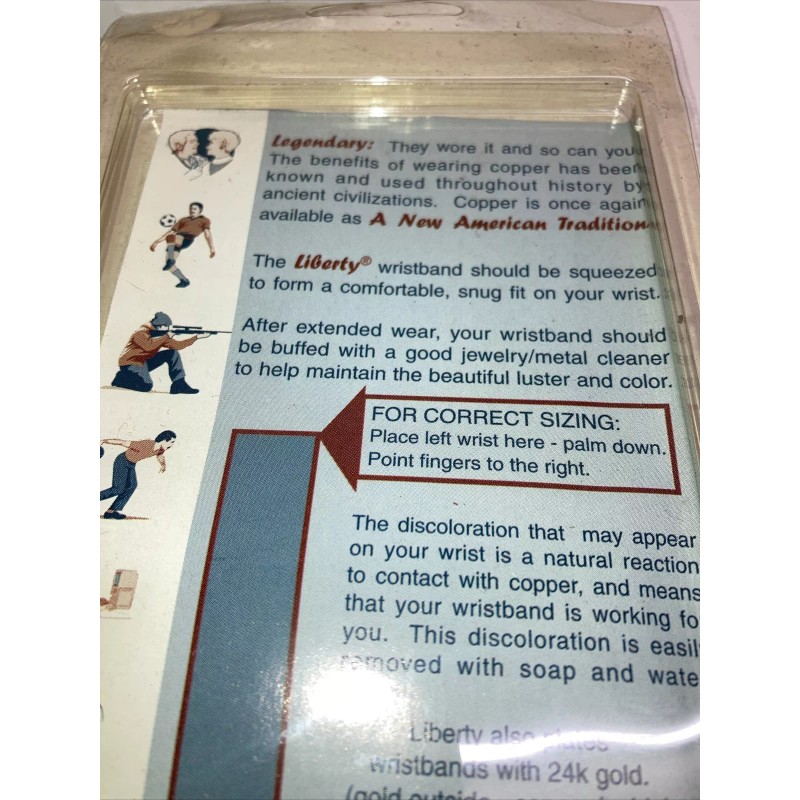 Legendary: They wore it and so can you
The benefits of wearing copper has been
known and used throughout history by
ancient civilizations. Copper is once again
available as A New American Tradition
The Liberty® wristband should be squeezed
to form a comfortable, snug fit on your wrist.
After extended wear, your wristband should
be buffed with a good jewelry/metal cleaner
to help maintain the beautiful luster and color.
FOR CORRECT SIZING:
Place left wrist here - palm down.
Point fingers to the right.
The discoloration that may appear
on your wrist is a natural reaction
to contact with copper, and means
that your wristband is working fo
you. This discoloration is easil
removed with soap and wate
Liberty also plates
wristbands with 24k gold.
(gold outside